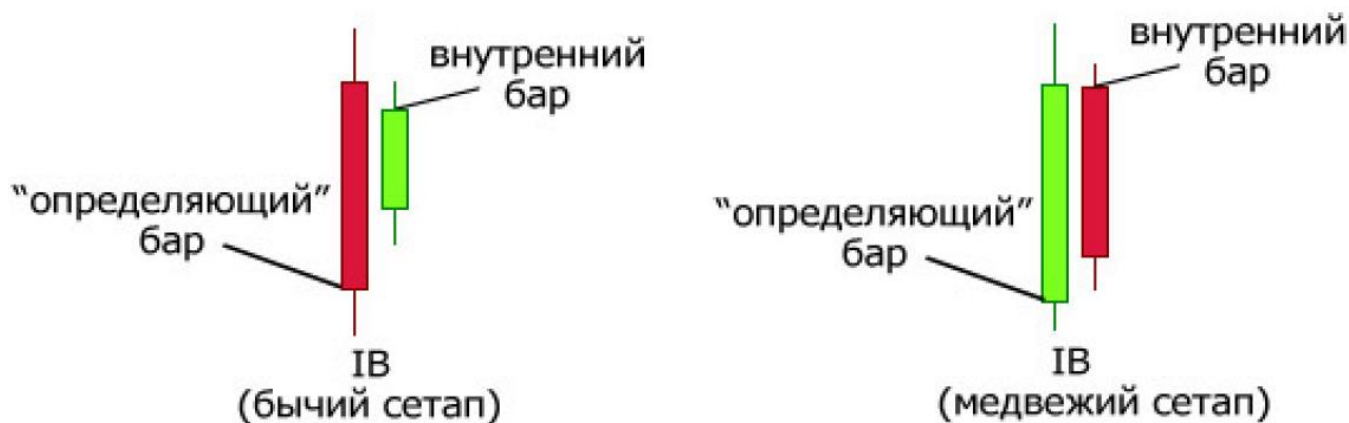 внутренний
бар
“определяющий”
бар
IB
(бычий сетап)
внутренний
бар
“определяющий”
бар
IB
(медвежий сетап)